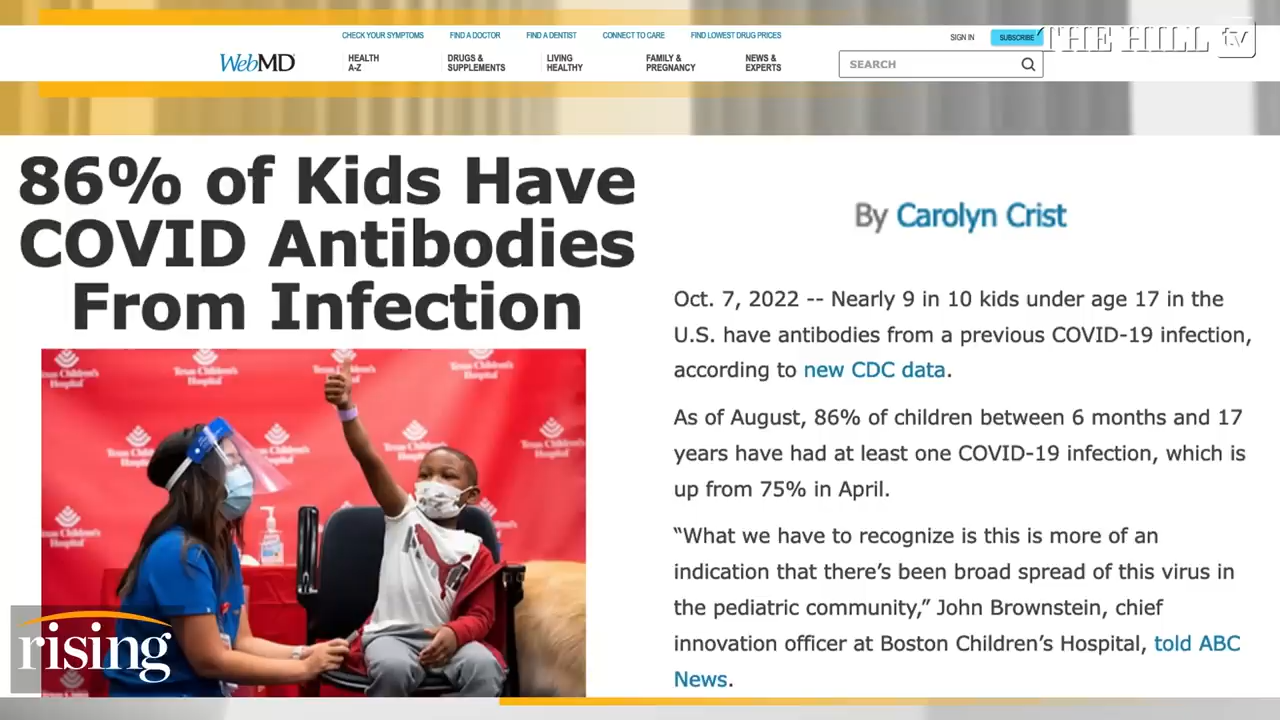 CHECK YOUR SYMPTOMS FIND A DOCTOR FIND A DENTIST CONNECT TO CARE FIND LOWEST DRUG PRICES
SIGN IN SUBSCRIBE
THE HILL tv
WebMD
HEALTH
A-Z
DRUGS &
SUPPLEMENTS
LIVING
HEALTHY
FAMILY &
PREGNANCY
NEWS &
EXPERTS
SEARCH
86% of Kids Have
COVID Antibodies
From Infection
By Carolyn Crist
Oct. 7, 2022 -- Nearly 9 in 10 kids under age 17 in the
U.S. have antibodies from a previous COVID-19 infection,
according to new CDC data.
As of August, 86% of children between 6 months and 17
years have had at least one COVID-19 infection, which is
up from 75% in April.
“What we have to recognize is this is more of an
indication that there’s been broad spread of this virus in
the pediatric community,” John Brownstein, chief
innovation officer at Boston Children’s Hospital, told ABC
News.
Texas Children's
Hospital
rising